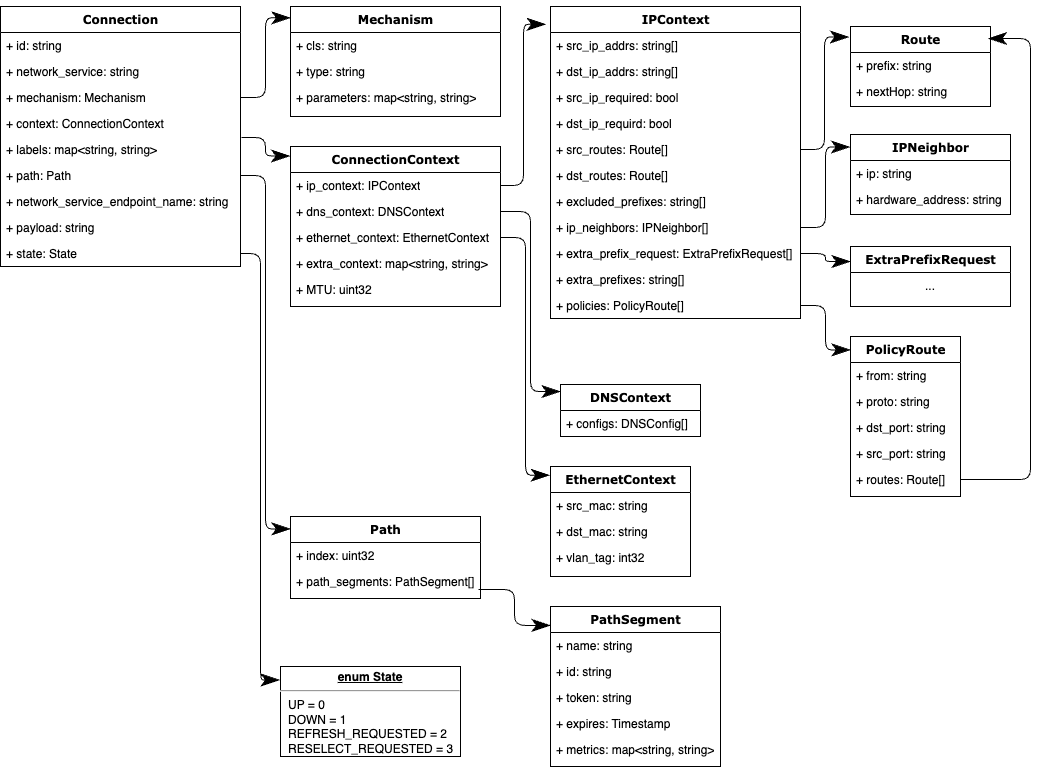 Connection
+ id: string
+ network_service: string
+ mechanism: Mechanism
+ context: ConnectionContext
+ labels: map<string, string>
+ path: Path
+ network_service_endpoint_name: string
+ payload: string
+ state: State
Mechanism
+ cls: string
+ type: string
+ parameters: map<string, string>
ConnectionContext
+ ip_context: IPContext
+ dns_context: DNSContext
+ ethernet_context: EthernetContext
+ extra_context: map<string, string>
+ MTU: uint32
IPContext
+ src_ip_addrs: string[]
+ dst_ip_addrs: string[]
+ src_ip_required: bool
+ dst_ip_requird: bool
+ src_routes: Route[]
+ dst_routes: Route[]
+ excluded_prefixes: string[]
+ ip_neighbors: IPNeighbor[]
+ extra_prefix_request: ExtraPrefixRequest[]
+ extra_prefixes: string[]
+ policies: PolicyRoute[]
Route
+ prefix: string
+ nextHop: string
IPNeighbor
+ ip: string
+ hardware_address: string
ExtraPrefixRequest
...
PolicyRoute
+ from: string
+ proto: string
+ dst_port: string
+ src_port: string
+ routes: Route[]
DNSContext
+ configs: DNSConfig[]
EthernetContext
+ src_mac: string
+ dst_mac: string
+ vlan_tag: int32
Path
+ index: uint32
+ path_segments: PathSegment[]
PathSegment
+ name: string
+ id: string
+ token: string
+ expires: Timestamp
+ metrics: map<string, string>
enum State
UP = 0
DOWN = 1
REFRESH_REQUESTED = 2
RESELECT_REQUESTED = 3